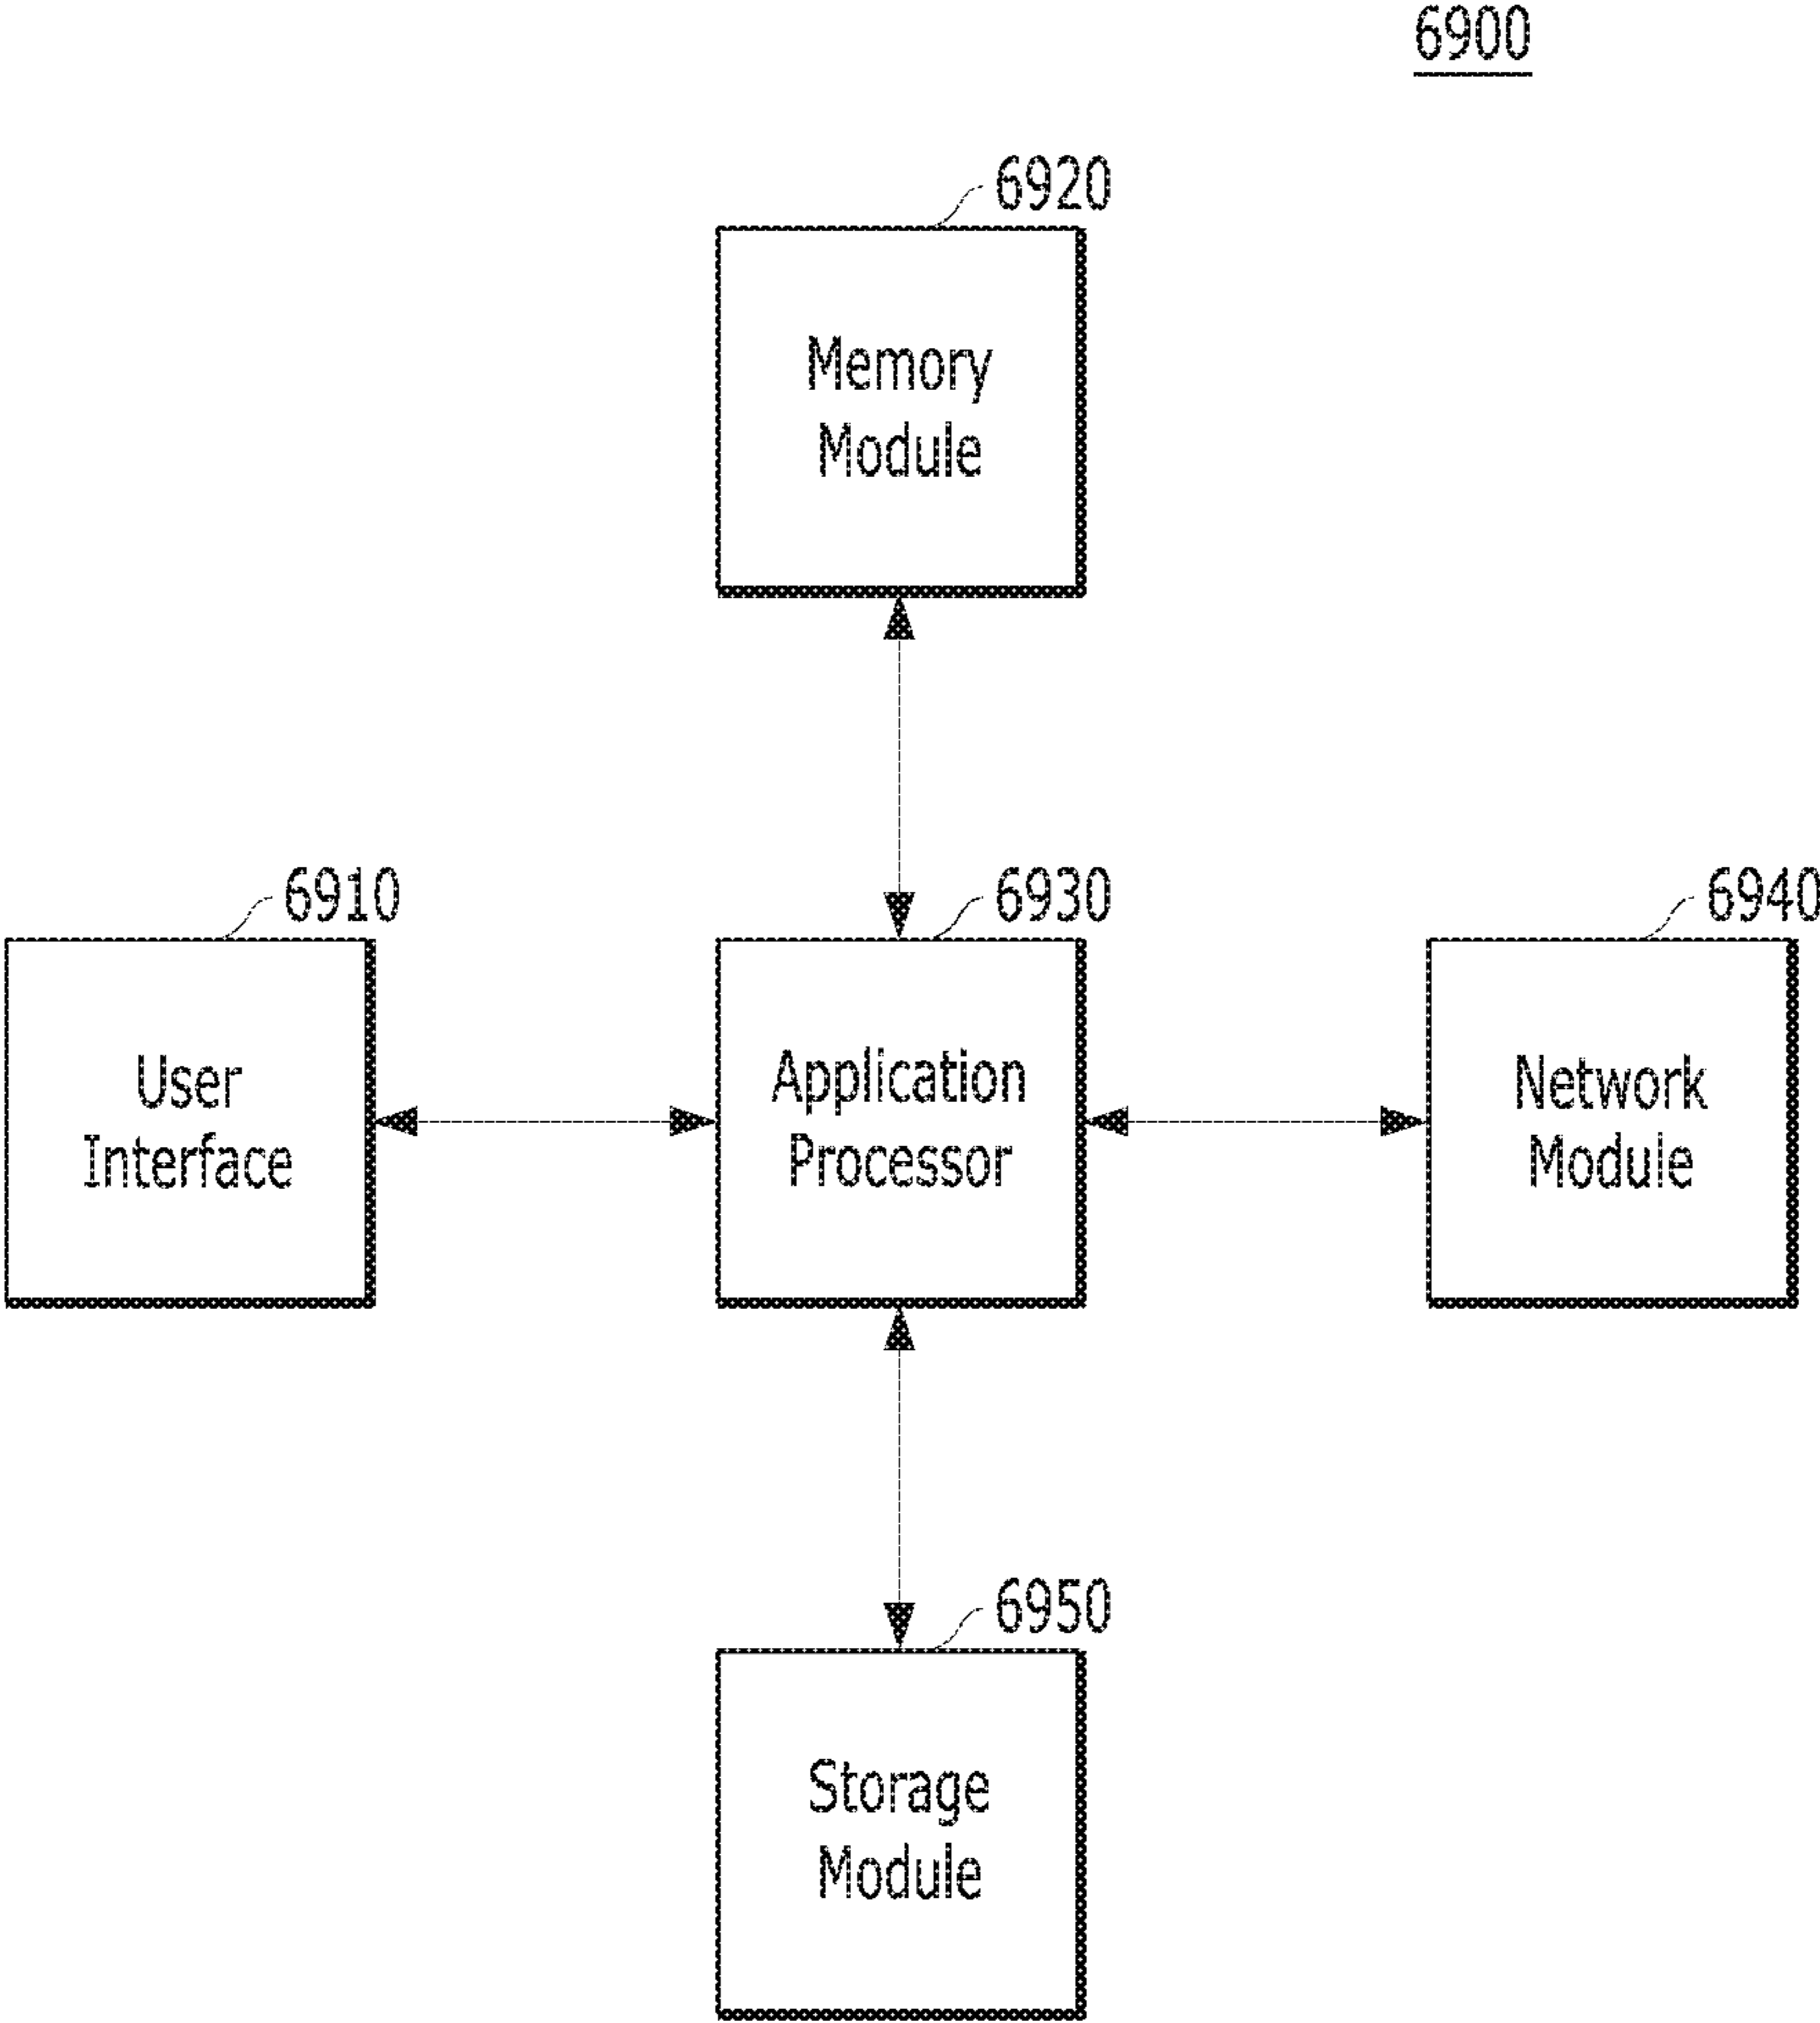 6900
6920
Memory
Module
6910
User
Interface
6930
Application
Processor
6940
Network
Module
6950
Storage
Module